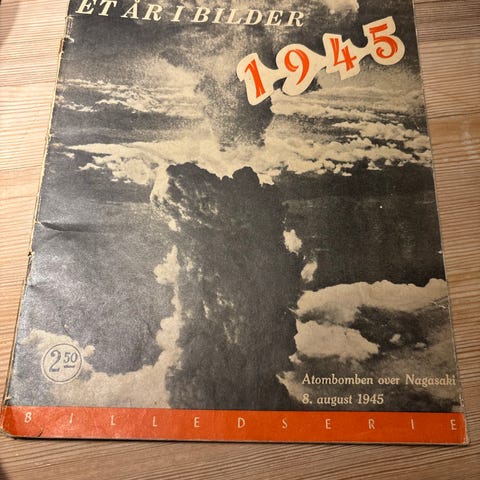 ET ÅR I BILDER
1945
2.50
Atombomben over Nagasaki
8. august 1945
BILLEDSERIE